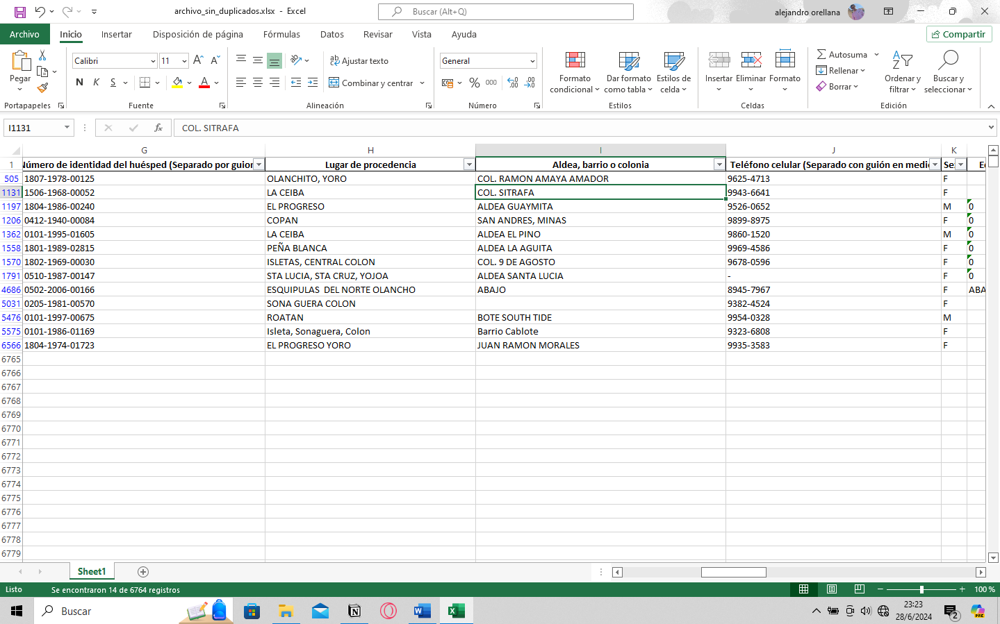 archivo_sin_duplicados.xlsx - Excel
Buscar (Alt+Q)
alejandro orellana
Archivo Inicio Insertar Disposición de página Fórmulas Datos Revisar Vista Ayuda Compartir
Pegar
Portapapeles
Calibri 11
N K S
Fuente
Ajustar texto
Combinar y centrar
Alineación
General
% 000
Número
Formato condicional
Dar formato como tabla
Estilos de celda
Estilos
Insertar Eliminar Formato
Celdas
Autosuma
Rellenar
Borrar
Ordenar y filtrar
Buscar y seleccionar
Edición
I1131 fx COL. SITRAFA
G H I J K
1 Número de identidad del huésped (Separado por guion Lugar de procedencia Aldea, barrio o colonia Teléfono celular (Separado con guión en medi Se Ed
505 1807-1978-00125 OLANCHITO, YORO COL. RAMON AMAYA AMADOR 9625-4713 F
1131 1506-1968-00052 LA CEIBA COL. SITRAFA 9943-6641 F
1197 1804-1986-00240 EL PROGRESO ALDEA GUAYMITA 9526-0652 M 0
1206 0412-1940-00084 COPAN SAN ANDRES, MINAS 9899-8975 F 0
1362 0101-1995-01605 LA CEIBA ALDEA EL PINO 9860-1520 M 0
1558 1801-1989-02815 PEÑA BLANCA ALDEA LA AGUITA 9969-4586 F 0
1570 1802-1969-00030 ISLETAS, CENTRAL COLON COL. 9 DE AGOSTO 9678-0596 F 0
1791 0510-1987-00147 STA LUCIA, STA CRUZ, YOJOA ALDEA SANTA LUCIA - F 0
4686 0502-2006-00166 ESQUIPULAS  DEL NORTE OLANCHO ABAJO 8945-7967 F ABA
5031 0205-1981-00570 SONA GUERA COLON 9382-4524 F
5476 0101-1997-00675 ROATAN BOTE SOUTH TIDE 9954-0328 M
5575 0101-1986-01169 Isleta, Sonaguera, Colon Barrio Cablote 9323-6808 F
6566 1804-1974-01723 EL PROGRESO YORO JUAN RAMON MORALES 9935-3583 F
6765
6766
6767
6768
6769
6770
6771
6772
6773
6774
6775
6776
6777
6778
6779
Sheet1
Listo Se encontraron 14 de 6764 registros 100 %
Buscar
23:23
28/6/2024
2
PRE